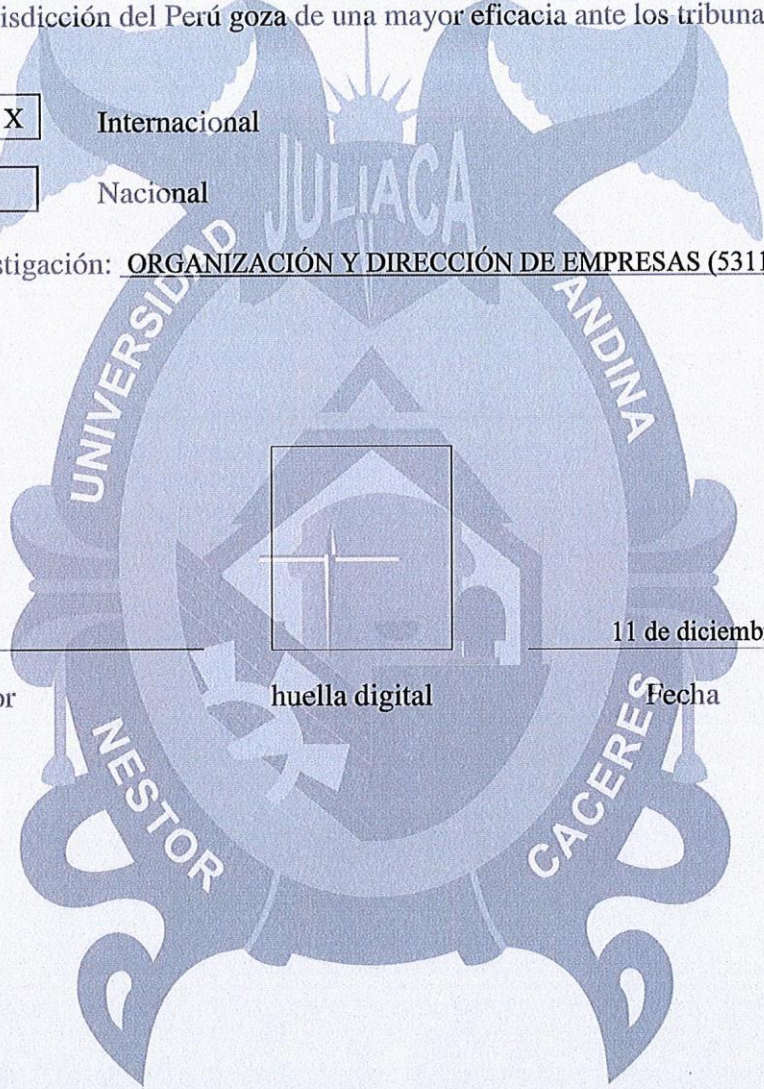 isdicción del Perú goza de una mayor eficacia ante los tribuna
X Internacional
Nacional
stigación: ORGANIZACIÓN Y DIRECCIÓN DE EMPRESAS (5311
11 de diciemb
or huella digital Fecha
UNIVERSIDAD ANDINA
NESTOR CACERES
JULIACA